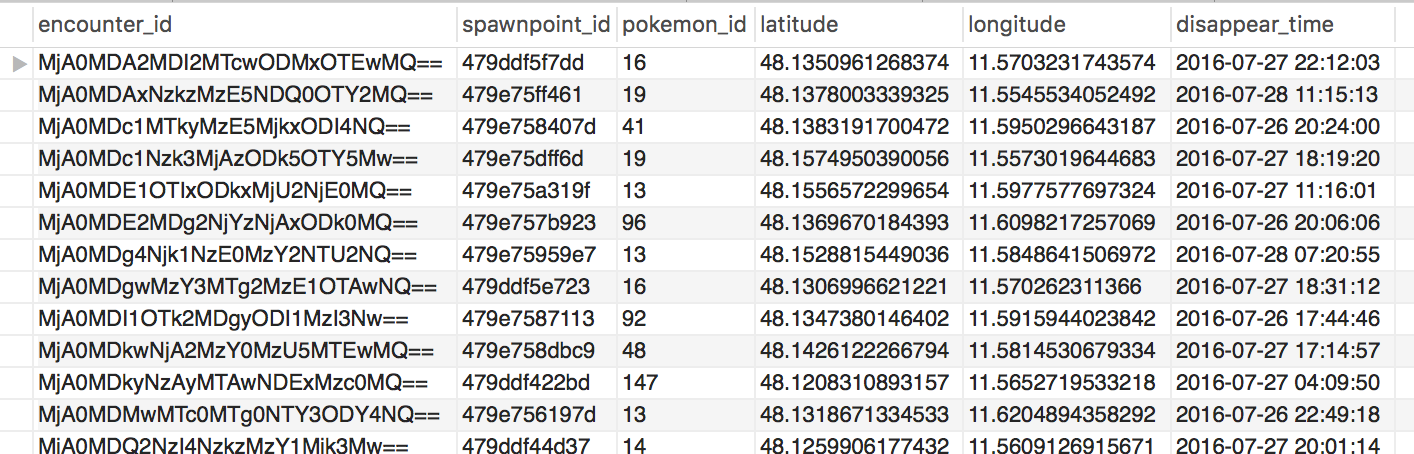 encounter_id spawnpoint_id pokemon_id latitude longitude disappear_time
MjA0MDA2MDI2MTcwODMxOTEwMQ== 479ddf5f7dd 16 48.1350961268374 11.5703231743574 2016-07-27 22:12:03
MjA0MDAxNzkzMzE5NDQ0OTY2MQ== 479e75ff461 19 48.1378003339325 11.5545534052492 2016-07-28 11:15:13
MjA0MDc1MTkyMzE5MjkxODI4NQ== 479e758407d 41 48.1383191700472 11.5950296643187 2016-07-26 20:24:00
MjA0MDc1Nzk3MjAzODk5OTY5Mw== 479e75dff6d 19 48.1574950390056 11.5573019644683 2016-07-27 18:19:20
MjA0MDE1OTIxODkxMjU2NjE0MQ== 479e75a319f 13 48.1556572299654 11.5977577697324 2016-07-27 11:16:01
MjA0MDE2MDg2NjYzNjAxODk0MQ== 479e757b923 96 48.1369670184393 11.6098217257069 2016-07-26 20:06:06
MjA0MDg4Njk1NzE0MzY2NTU2NQ== 479e75959e7 13 48.1528815449036 11.5848641506972 2016-07-28 07:20:55
MjA0MDgwMzY3MTg2MzE1OTAwNQ== 479ddf5e723 16 48.1306996621221 11.570262311366 2016-07-27 18:31:12
MjA0MDI1OTk2MDgyODI1MzI3Nw== 479e7587113 92 48.1347380146402 11.5915944023842 2016-07-26 17:44:46
MjA0MDkwNjA2MzY0MzU5MTEwMQ== 479e758dbc9 48 48.1426122266794 11.5814530679334 2016-07-27 17:14:57
MjA0MDkyNzAyMTAwNDExMzc0MQ== 479ddf422bd 147 48.1208310893157 11.5652719533218 2016-07-27 04:09:50
MjA0MDMwMTc0MTg0NTY3ODY4NQ== 479e756197d 13 48.1318671334533 11.6204894358292 2016-07-26 22:49:18
MjA0MDQ2NzI4NzkzMzY1Mjk3Mw== 479ddf44d37 14 48.1259906177432 11.5609126915671 2016-07-27 20:01:14